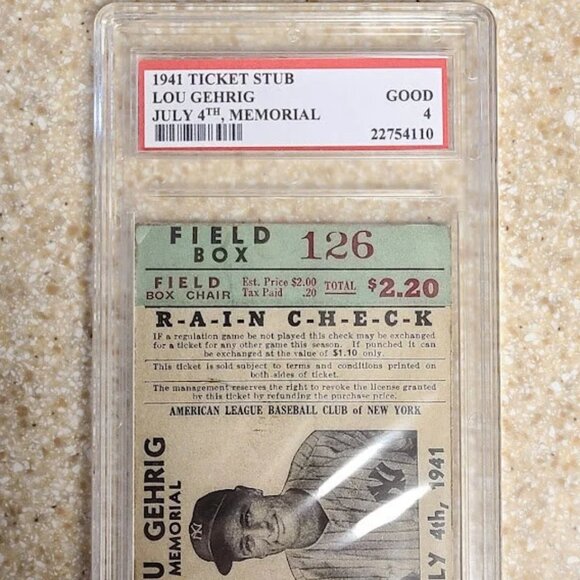 1941 TICKET STUB
LOU GEHRIG GOOD
JULY 4TH, MEMORIAL 4
22754110
FIELD
BOX 126
FIELD
BOX CHAIR
Est. Price $2.00
Tax Paid .20
TOTAL $2.20
R-A-I-N C-H-E-C-K
IF a regulation game be not played this check may be exchanged
for a ticket for any other game this season. If punched it can
be exchanged at the value of $1.10 only.
This ticket is sold subject to terms and conditions printed on
both sides of ticket.
The management reserves the right to revoke the license granted
by this ticket by refunding the purchase price.
AMERICAN LEAGUE BASEBALL CLUB of NEW YORK
OU GEHRIG
MEMORIAL
NY
NY
LY 4th, 1941